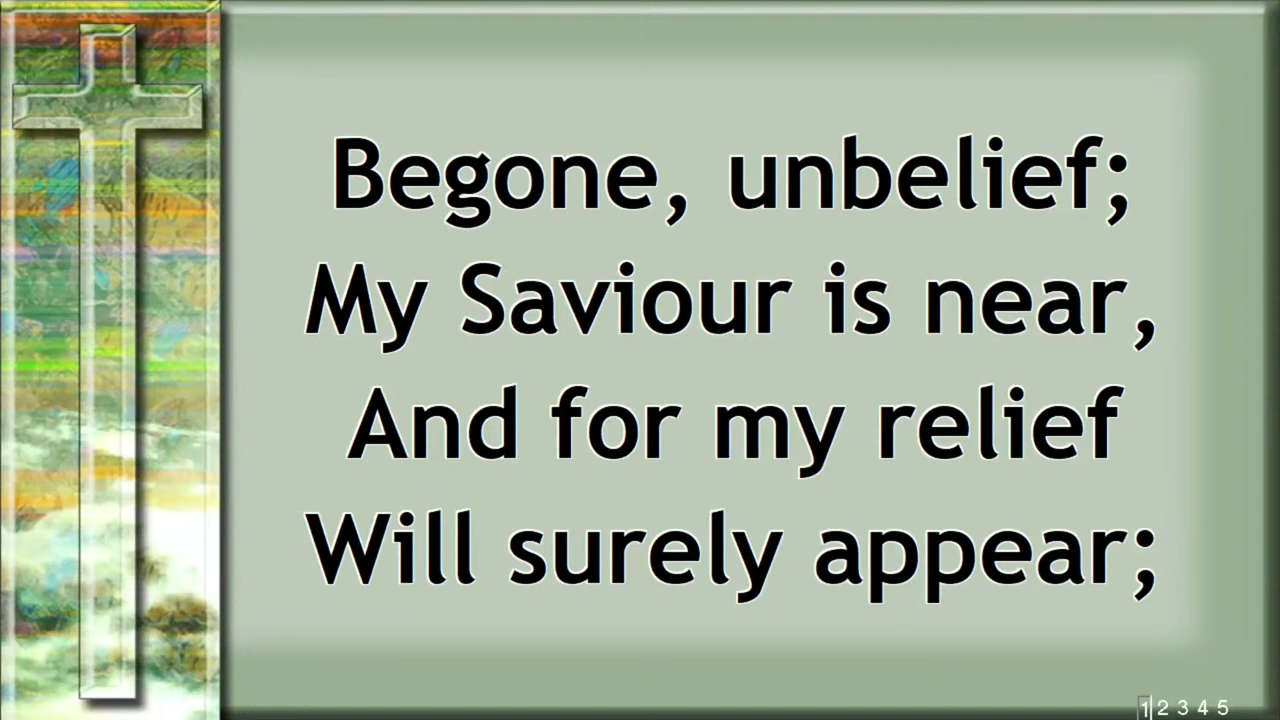 Begone, unbelief;
My Saviour is near,
And for my relief
Will surely appear;
1 2 3 4 5